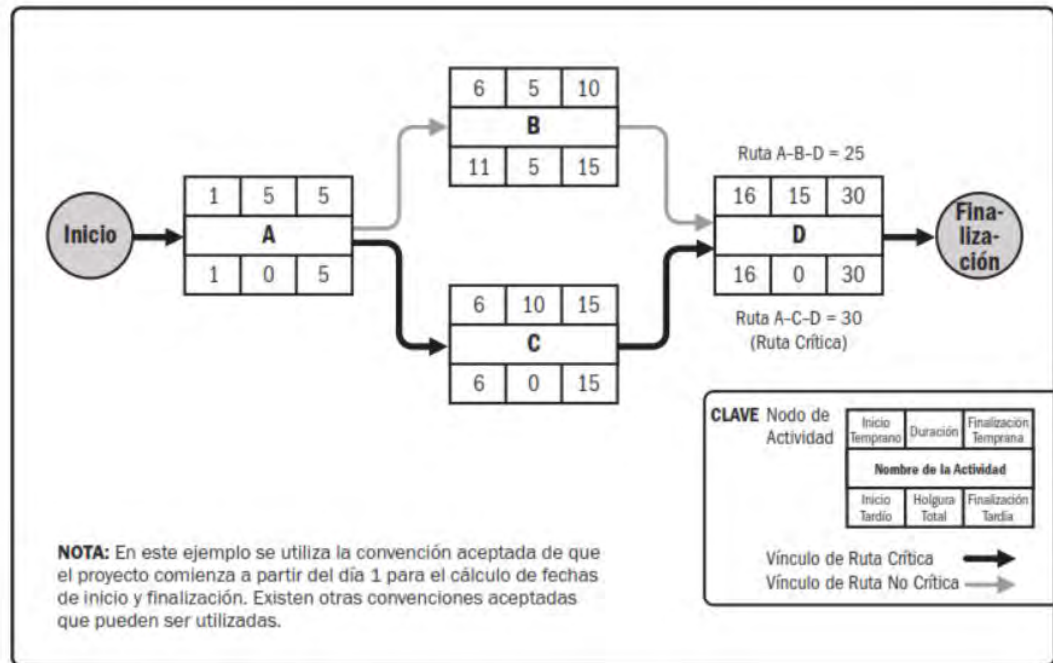 6 5 10
B
11 5 15
Ruta A-B-D = 25
Inicio
1 5 5
A
1 0 5
16 15 30
D
16 0 30
Fina-
liza-
ción
6 10 15
C
6 0 15
Ruta A-C-D = 30
(Ruta Crítica)
CLAVE Nodo de
Actividad
Inicio
Temprano
Duración
Finalización
Temprana
Nombre de la Actividad
Inicio
Tardío
Holgura
Total
Finalización
Tardía
Vínculo de Ruta Crítica
Vínculo de Ruta No Crítica
NOTA: En este ejemplo se utiliza la convención aceptada de que
el proyecto comienza a partir del día 1 para el cálculo de fechas
de inicio y finalización. Existen otras convenciones aceptadas
que pueden ser utilizadas.